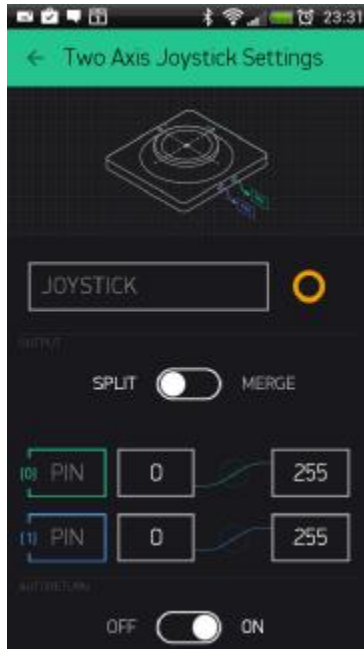 23:31
Two Axis Joystick Settings
JOYSTICK
OUTPUT
SPLIT MERGE
[0] PIN 0 255
[1] PIN 0 255
AUTORETURN
OFF ON